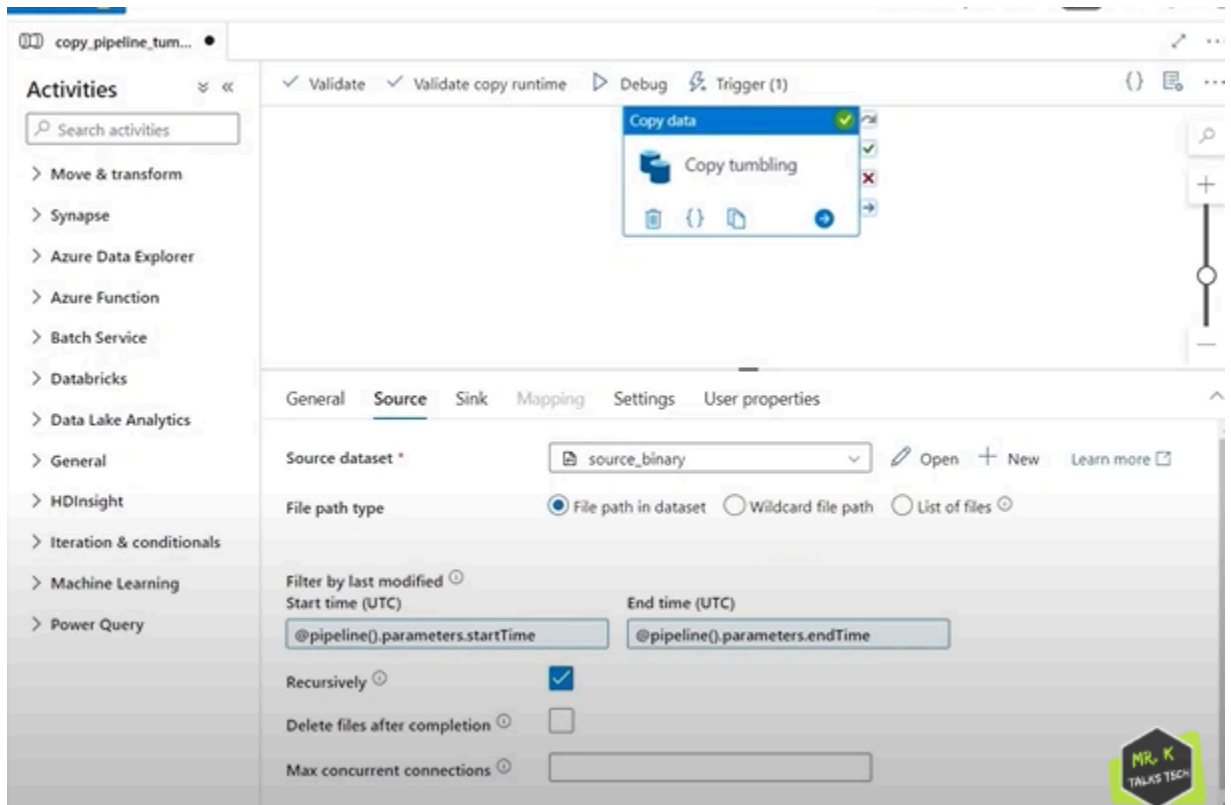 copy_pipeline_tum...
Activities
Search activities
Move & transform
Synapse
Azure Data Explorer
Azure Function
Batch Service
Databricks
Data Lake Analytics
General
HDInsight
Iteration & conditionals
Machine Learning
Power Query
Validate Validate copy runtime Debug Trigger (1)
Copy data
Copy tumbling
General Source Sink Mapping Settings User properties
Source dataset * source_binary Open New Learn more
File path type File path in dataset Wildcard file path List of files
Filter by last modified
Start time (UTC) End time (UTC)
@pipeline().parameters.startTime @pipeline().parameters.endTime
Recursively
Delete files after completion
Max concurrent connections
MR. K
TALKS TECH